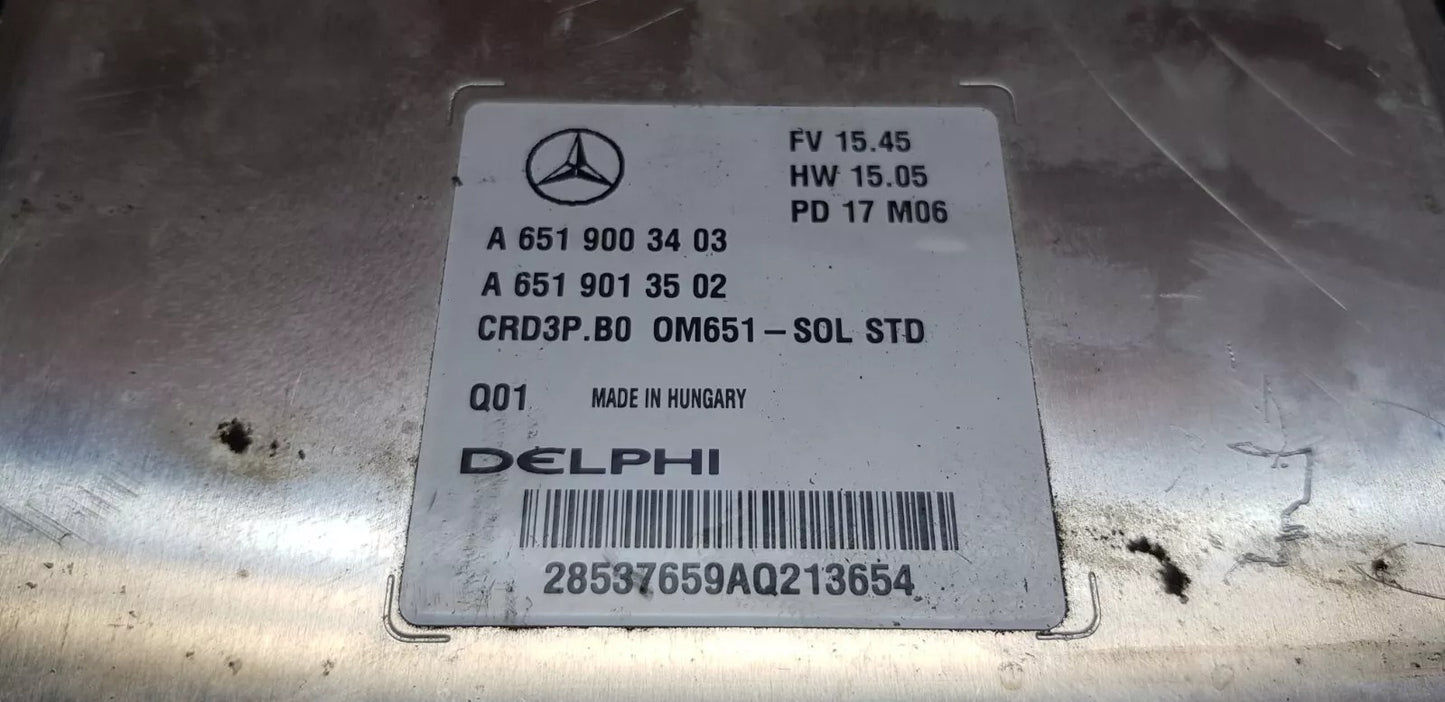 FV 15.45
HW 15.05
PD 17 M06
A 651 900 34 03
A 651 901 35 02
CRD3P.B0 OM651-SOL STD
Q01 MADE IN HUNGARY
DELPHI
28537659AQ213654